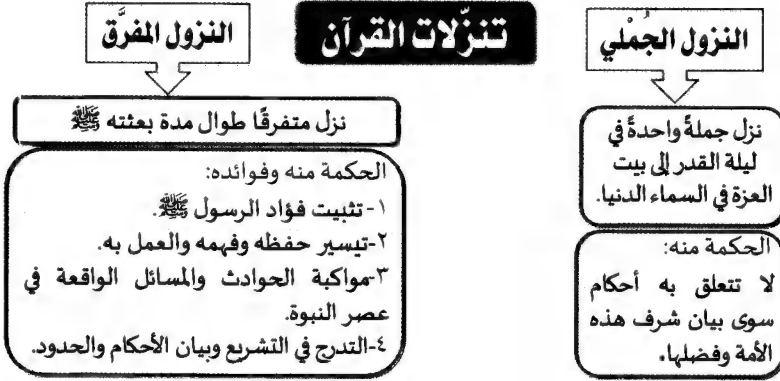 تنزّلات القرآن
النزول الجُمْلي
نزل جملةً واحدةً في
ليلة القدر إلى بيت
العزة في السماء الدنيا.
الحكمة منه:
لا تتعلق به أحكام
سوى بيان شرف هذه
الأمة وفضلها.
النزول المفرَّق
نزل متفرقًا طوال مدة بعثته ﷺ
الحكمة منه وفوائده:
١- تثبيت فؤاد الرسول ﷺ.
٢-تيسير حفظه وفهمه والعمل به.
٣-مواكبة الحوادث والمسائل الواقعة في
عصر النبوة.
٤-التدرج في التشريع وبيان الأحكام والحدود.